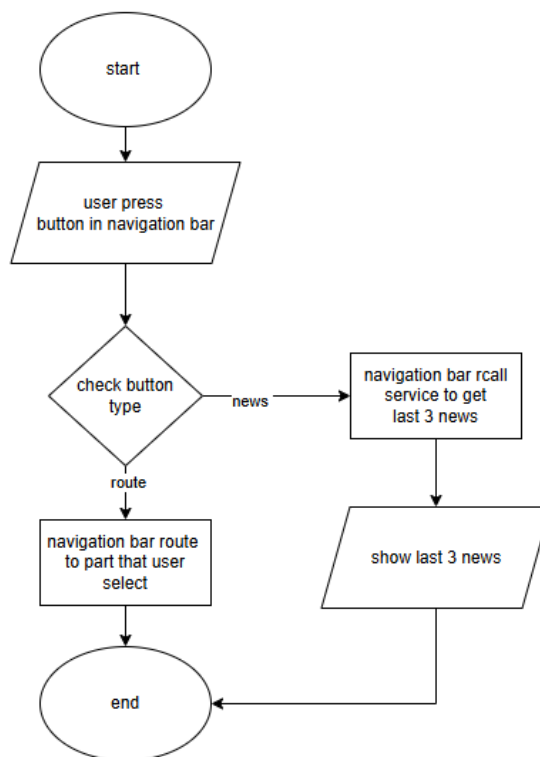 start
user press
button in navigation bar
check button
type
news
navigation bar rcall
service to get
last 3 news
route
navigation bar route
to part that user
select
show last 3 news
end